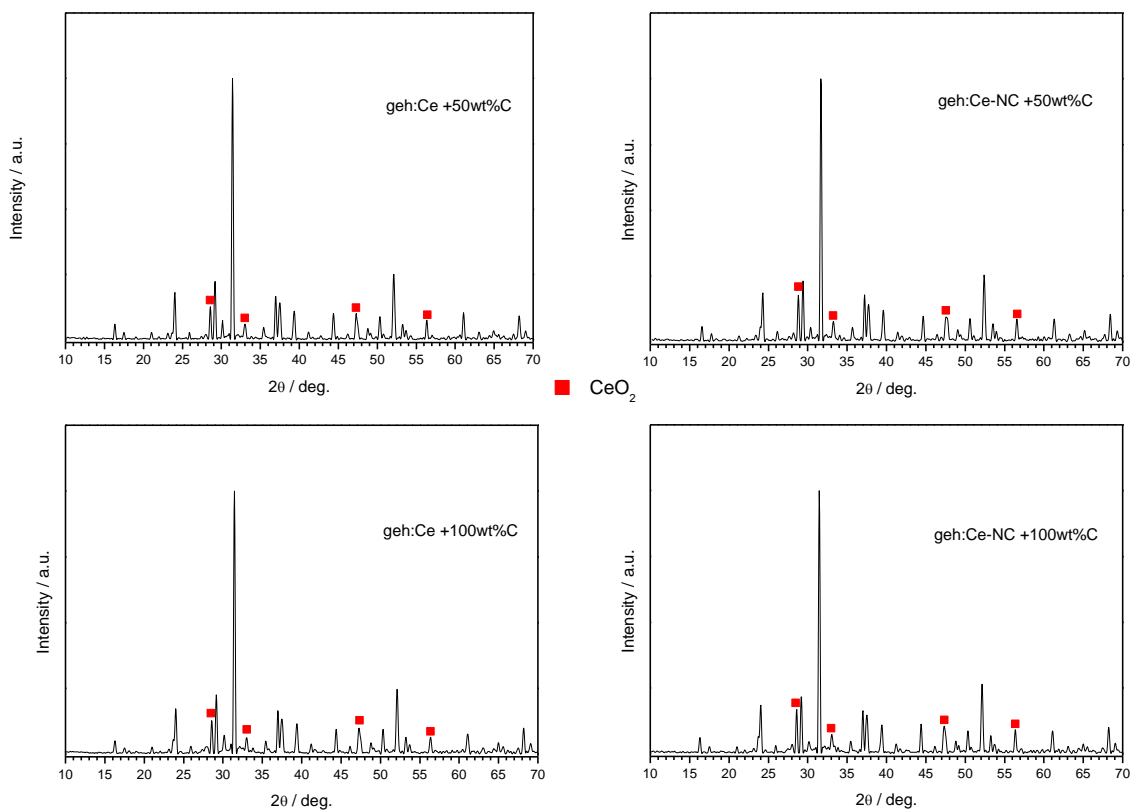 Intensity / a.u.
geh:Ce +50wt%C
10 15 20 25 30 35 40 45 50 55 60 65 70
2θ / deg.
Intensity / a.u.
geh:Ce-NC +50wt%C
10 15 20 25 30 35 40 45 50 55 60 65 70
2θ / deg.
CeO2
Intensity / a.u.
geh:Ce +100wt%C
10 15 20 25 30 35 40 45 50 55 60 65 70
2θ / deg.
Intensity / a.u.
geh:Ce-NC +100wt%C
10 15 20 25 30 35 40 45 50 55 60 65 70
2θ / deg.